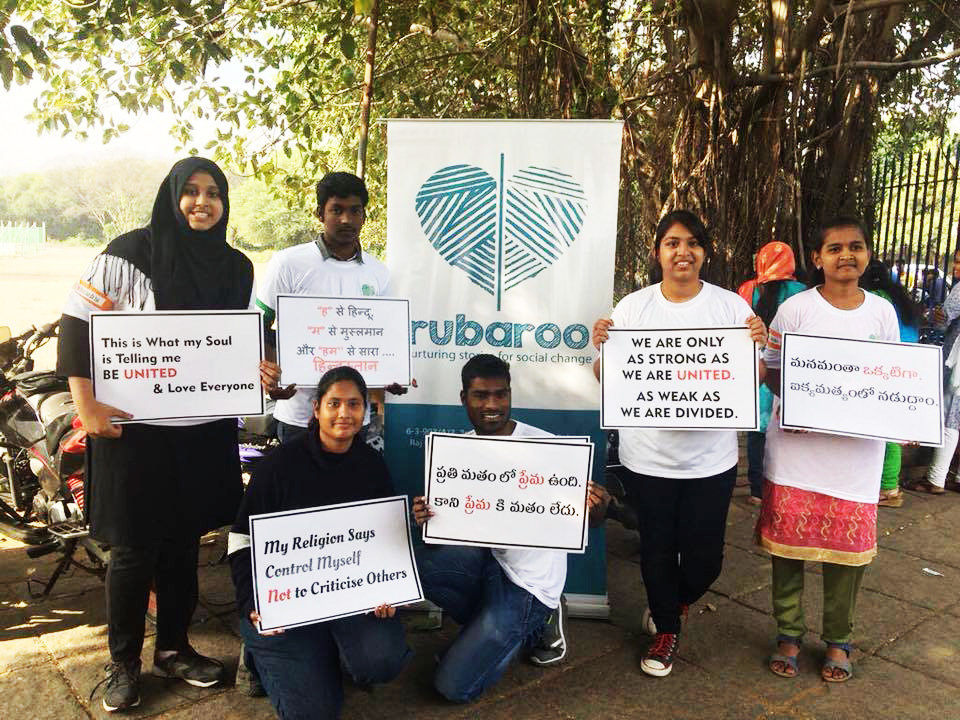 This is What my Soul
is Telling me
BE UNITED
& Love Everyone
"ह" से हिन्दू
"म" से मुस्लमान
और "हम" से सारा ....
हिन्दुस्तान
rubaroo
urturing sto for social change
My Religion Says
Control Myself
Not to Criticise Others
ప్రతి మతం లో ప్రేమ ఉంది.
కాని ప్రేమ కి మతం లేదు.
WE ARE ONLY
AS STRONG AS
WE ARE UNITED.
AS WEAK AS
WE ARE DIVIDED.
మనమంతా ఒక్కటిగా,
ఐక్యమత్యంలో నడుద్దాం.